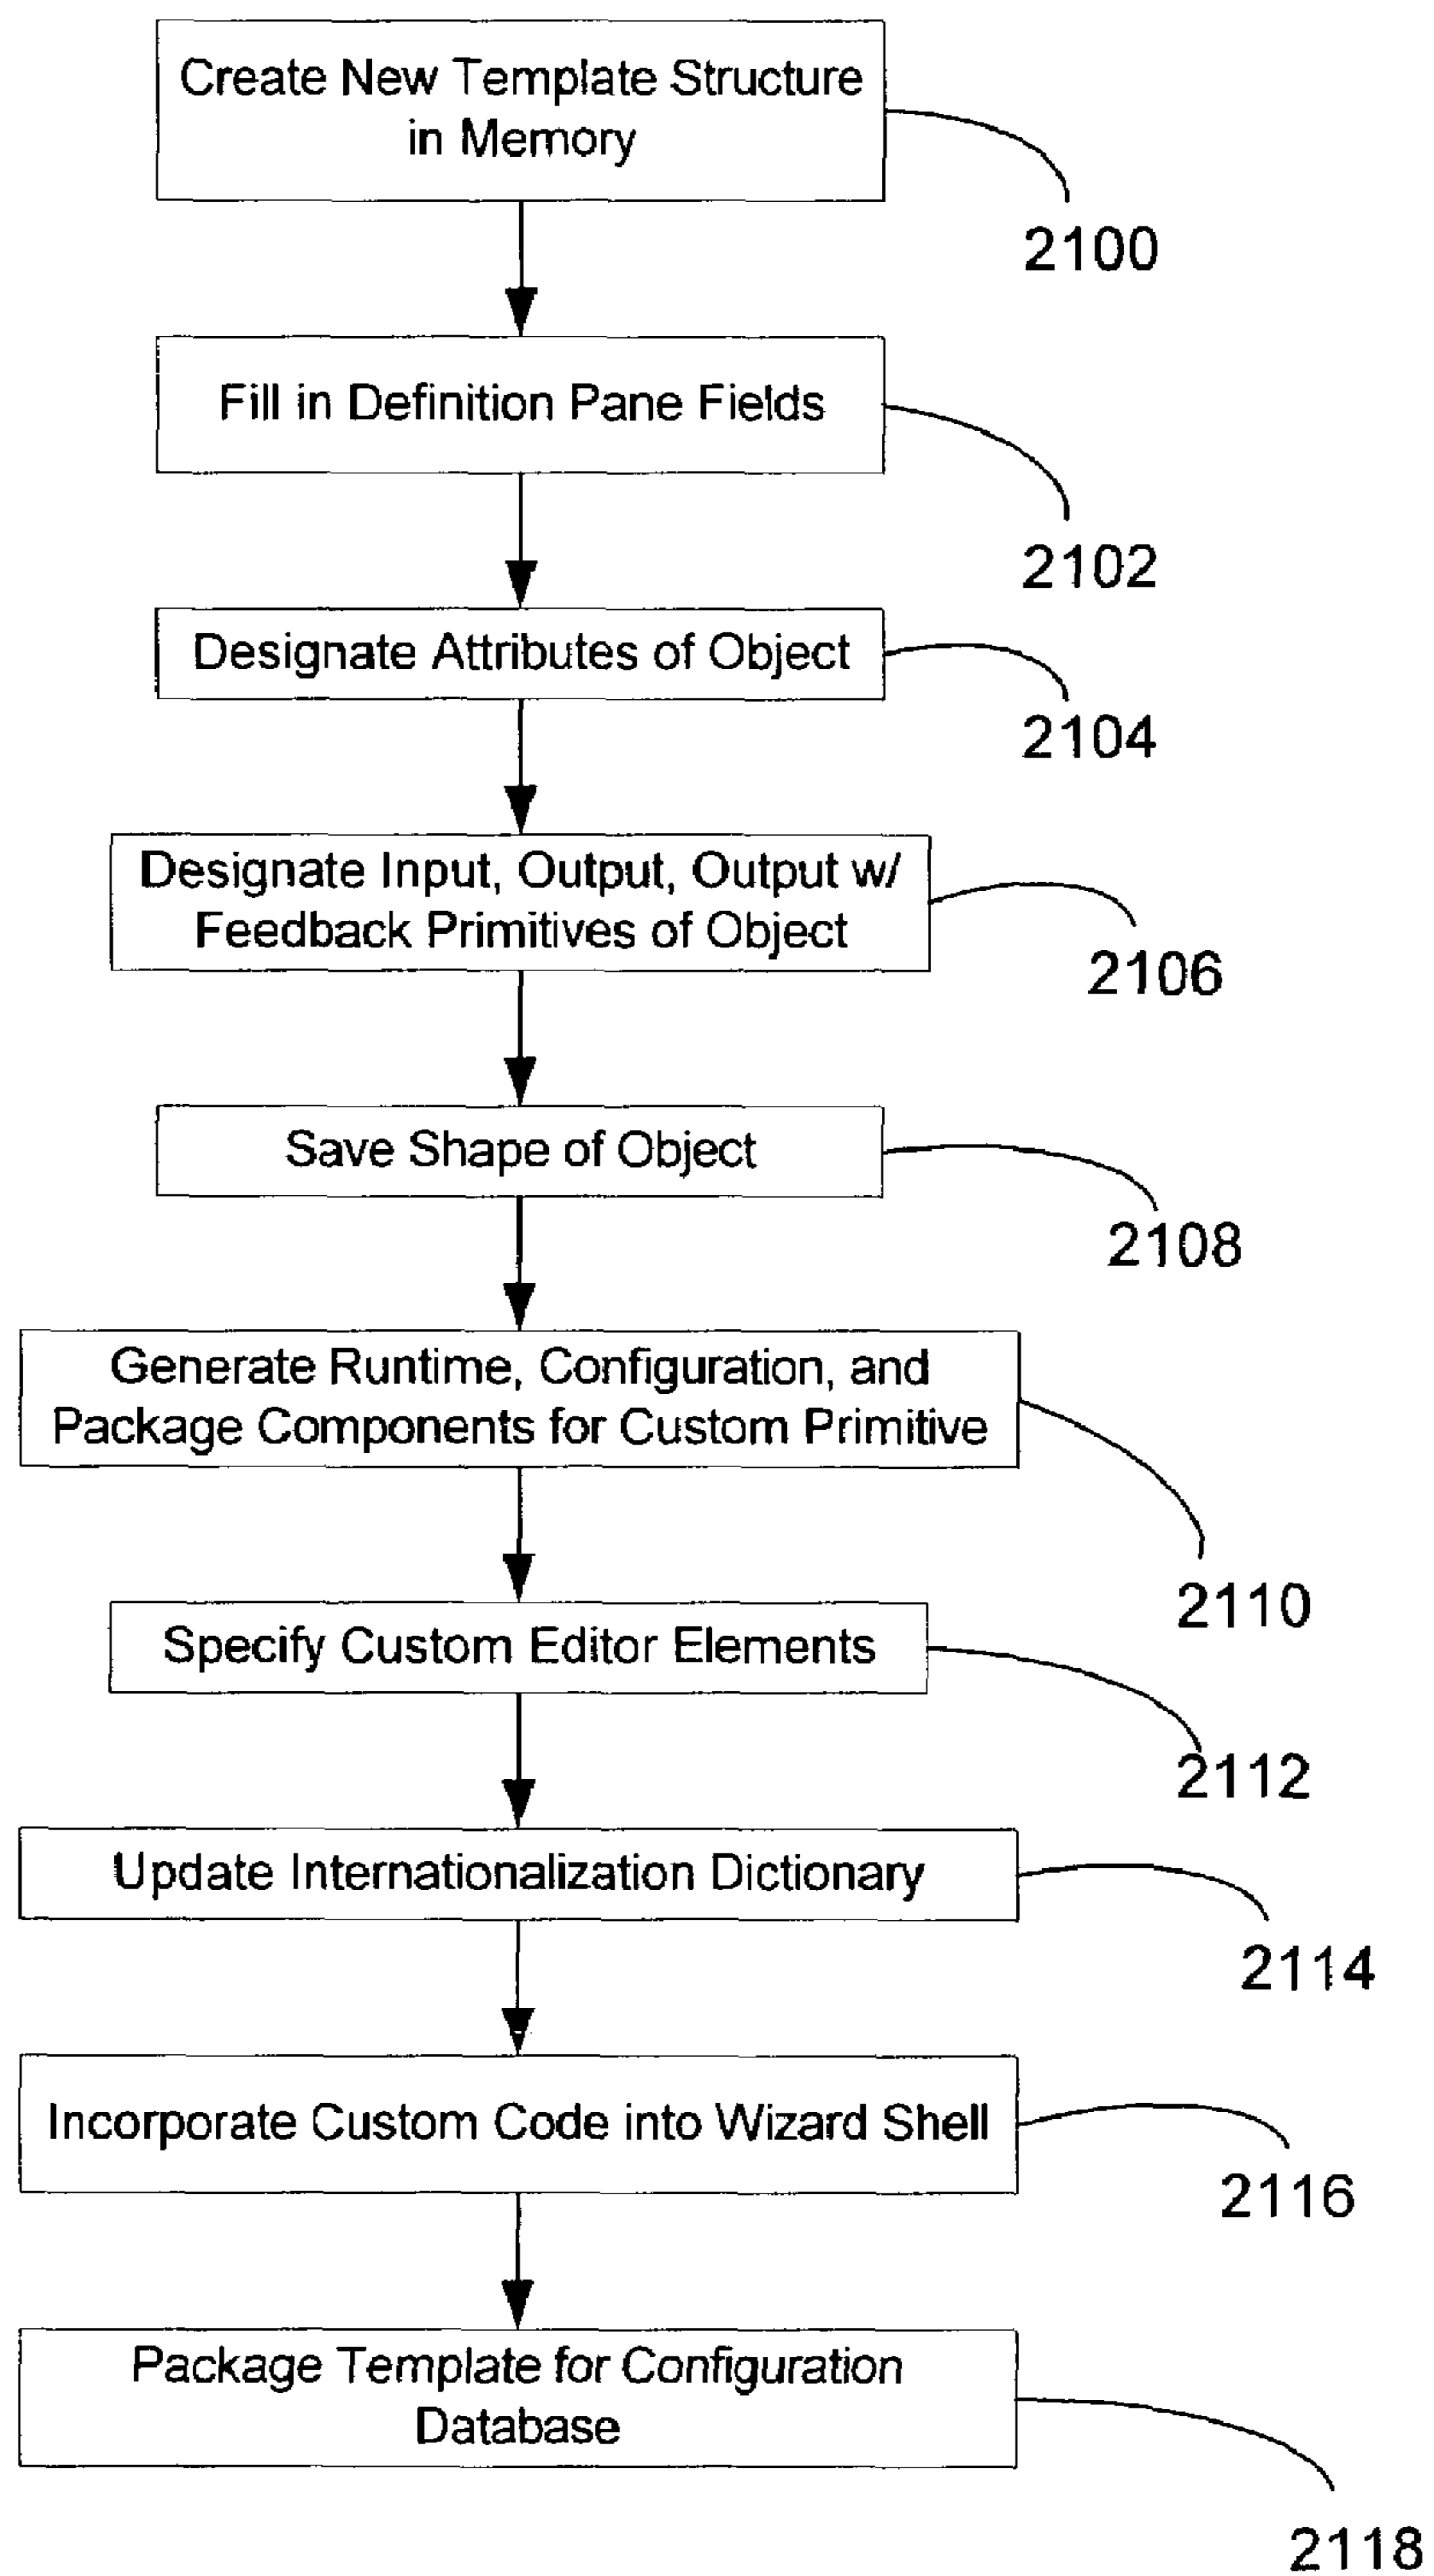 Create New Template Structure
in Memory
2100
Fill in Definition Pane Fields
2102
Designate Attributes of Object
2104
Designate Input, Output, Output w/
Feedback Primitives of Object
2106
Save Shape of Object
2108
Generate Runtime, Configuration, and
Package Components for Custom Primitive
2110
Specify Custom Editor Elements
2112
Update Internationalization Dictionary
2114
Incorporate Custom Code into Wizard Shell
2116
Package Template for Configuration
Database
2118